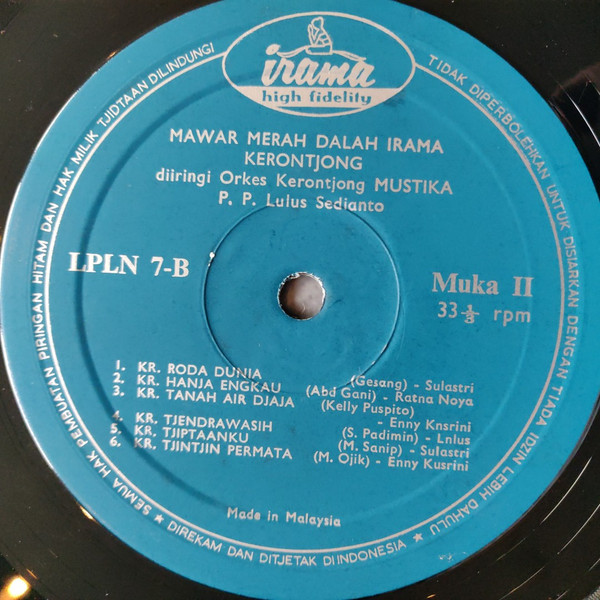 irama
high fidelity
MAWAR MERAH DALAH IRAMA
KERONTJONG
diiringi Orkes Kerontjong MUSTIKA
P. P. Lulus Sedianto
LPLN 7-B
Muka II
33 ⅓ rpm
1. KR. RODA DUNIA (Gesang) - Sulastri
2. KR. HANJA ENGKAU (Abd Gani) - Ratna Noya
3. KR. TANAH AIR DJAJA (Kelly Puspito)
- Enny Knsrini
4. KR. TJENDRAWASIH (S. Padimin) - Lnlus
5. KR. TJIPTAANKU (M. Sanip) - Sulastri
6. KR. TJINTJIN PERMATA (M. Ojik) - Enny Kusrini
Made in Malaysia
★ SEMUA HAK PEMBUATAN PIRINGAN HITAM DAN HAK MILIK TJIDTAAN DILINDUNGI
TIDAK DIPERBOLEHKAN UNTUK DISIARKAN DENGAN TIADA IDZIN LEBIH DAHULU
★ DIREKAM DAN DITJETAK DI INDONESIA ★